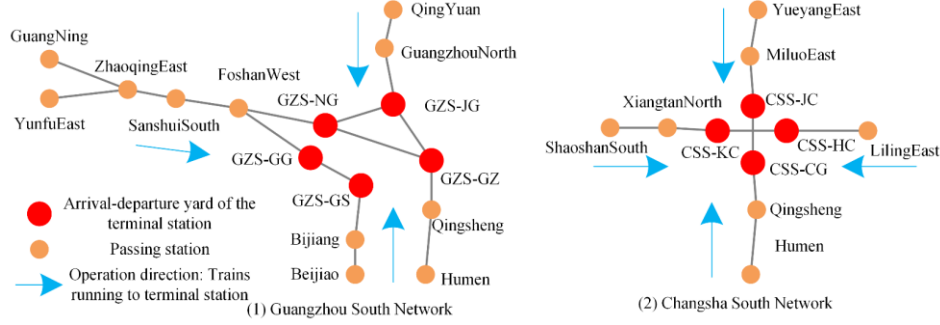 QingYuan
GuangNing
GuangzhouNorth
ZhaoqingEast
FoshanWest
GZS-NG
GZS-JG
YunfuEast
SanshuiSouth
GZS-GG
GZS-GZ
GZS-GS
Arrival-departure yard of the
terminal station
Passing station
Operation direction: Trains
running to terminal station
Bijiang
Qingsheng
Beijiao
Humen
(1) Guangzhou South Network
YueyangEast
MiluoEast
XiangtanNorth
CSS-JC
ShaoshanSouth
CSS-KC
CSS-HC
LilingEast
CSS-CG
Qingsheng
Humen
(2) Changsha South Network